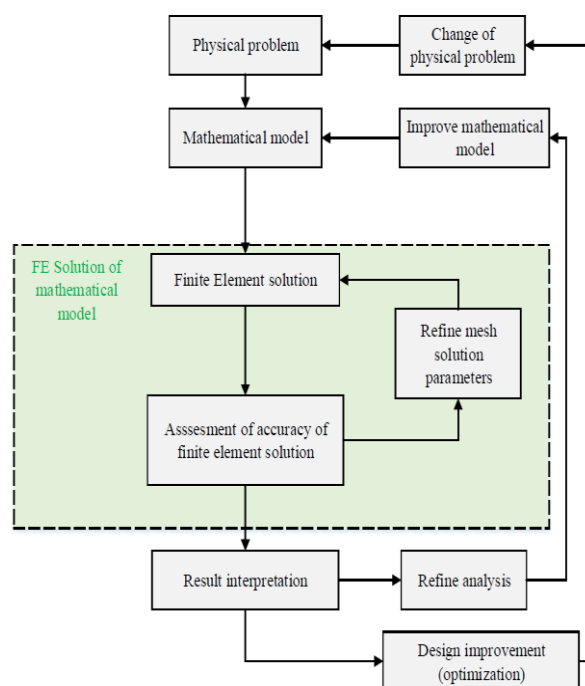 Physical problem
Change of
physical problem
Mathematical model
Improve mathematical
model
FE Solution of
mathematical
model
Finite Element solution
Refine mesh
solution
parameters
Asssesment of accuracy of
finite element solution
Result interpretation
Refine analysis
Design improvement
(optimization)